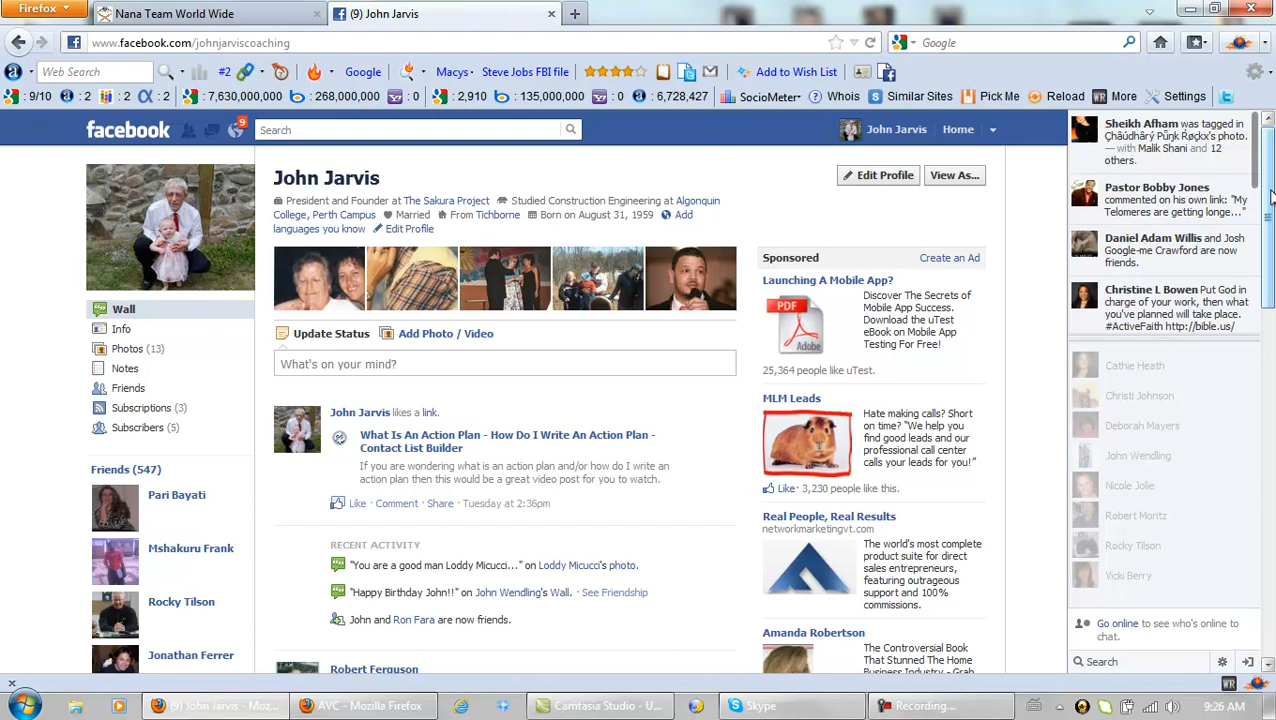 Firefox
Nana Team World Wide
(9) John Jarvis
www.facebook.com/johnjarviscoaching
Google
Web Search
#2
Google
Macys
Steve Jobs FBI file
Add to Wish List
9/10 :2 :2 :2 :7,630,000,000 :268,000,000 :0 :2,910 :135,000,000 :0 :6,728,427 SocioMeter Whois Similar Sites Pick Me Reload More Settings
facebook
9
Search
John Jarvis
Home
John Jarvis
Edit Profile
View As...
President and Founder at The Sakura Project Studied Construction Engineering at Algonquin
College, Perth Campus Married From Tichborne Born on August 31, 1959 Add
languages you know Edit Profile
Wall
Info
Photos (13)
Notes
Friends
Subscriptions (3)
Subscribers (5)
Friends (547)
Pari Bayati
Mshakuru Frank
Rocky Tilson
Jonathan Ferrer
Update Status Add Photo / Video
What's on your mind?
John Jarvis likes a link.
What Is An Action Plan - How Do I Write An Action Plan -
Contact List Builder
If you are wondering what is an action plan and/or how do I write an
action plan then this would be a great video post for you to watch.
Like · Comment · Share · Tuesday at 2:36pm
RECENT ACTIVITY
"You are a good man Loddy Micucci..." on Loddy Micucci's photo.
"Happy Birthday John!!" on John Wendling's Wall. · See Friendship
John and Ron Fara are now friends.
Robert Ferguson
Sponsored
Create an Ad
Launching A Mobile App?
PDF
Adobe
Discover The Secrets of
Mobile App Success.
Download the uTest
eBook on Mobile App
Testing For Free!
25,364 people like uTest.
MLM Leads
Hate making calls? Short
on time? "We help you
find good leads and our
professional call center
calls your leads for you!"
Like · 3,230 people like this.
Real People, Real Results
networkmarketingvt.com
The world's most complete
product suite for direct
sales enterprises,
featuring outrageous
support and 100%
commissions.
Amanda Robertson
The Controversial Book
That Stunned The Home
Business Industry - Grab
Sheikh Afham was tagged in
— with Malik Shani and 12
others.
Pastor Bobby Jones
commented on his own link: "My
Telomeres are getting longe..."
Daniel Adam Willis and Josh
Google-me Crawford are now
friends.
Christine L Bowen Put God in
charge of your work, then what
you've planned will take place.
#ActiveFaith http://bible.us/
Cathie Heath
Christi Johnson
Deborah Mayers
John Wendling
Nicole Jolie
Robert Moritz
Rocky Tilson
Vicki Berry
Go online to see who's online to
chat.
Search
(9) John Jarvis - Moz...
AVC - Mozilla Firefox
Camtasia Studio - U...
Skype
Recording...
9:26 AM